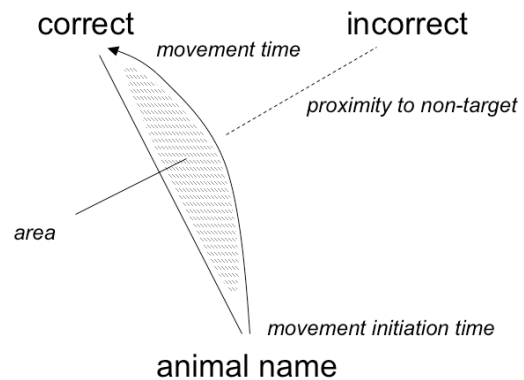 correct
incorrect
movement time
proximity to non-target
area
movement initiation time
animal name